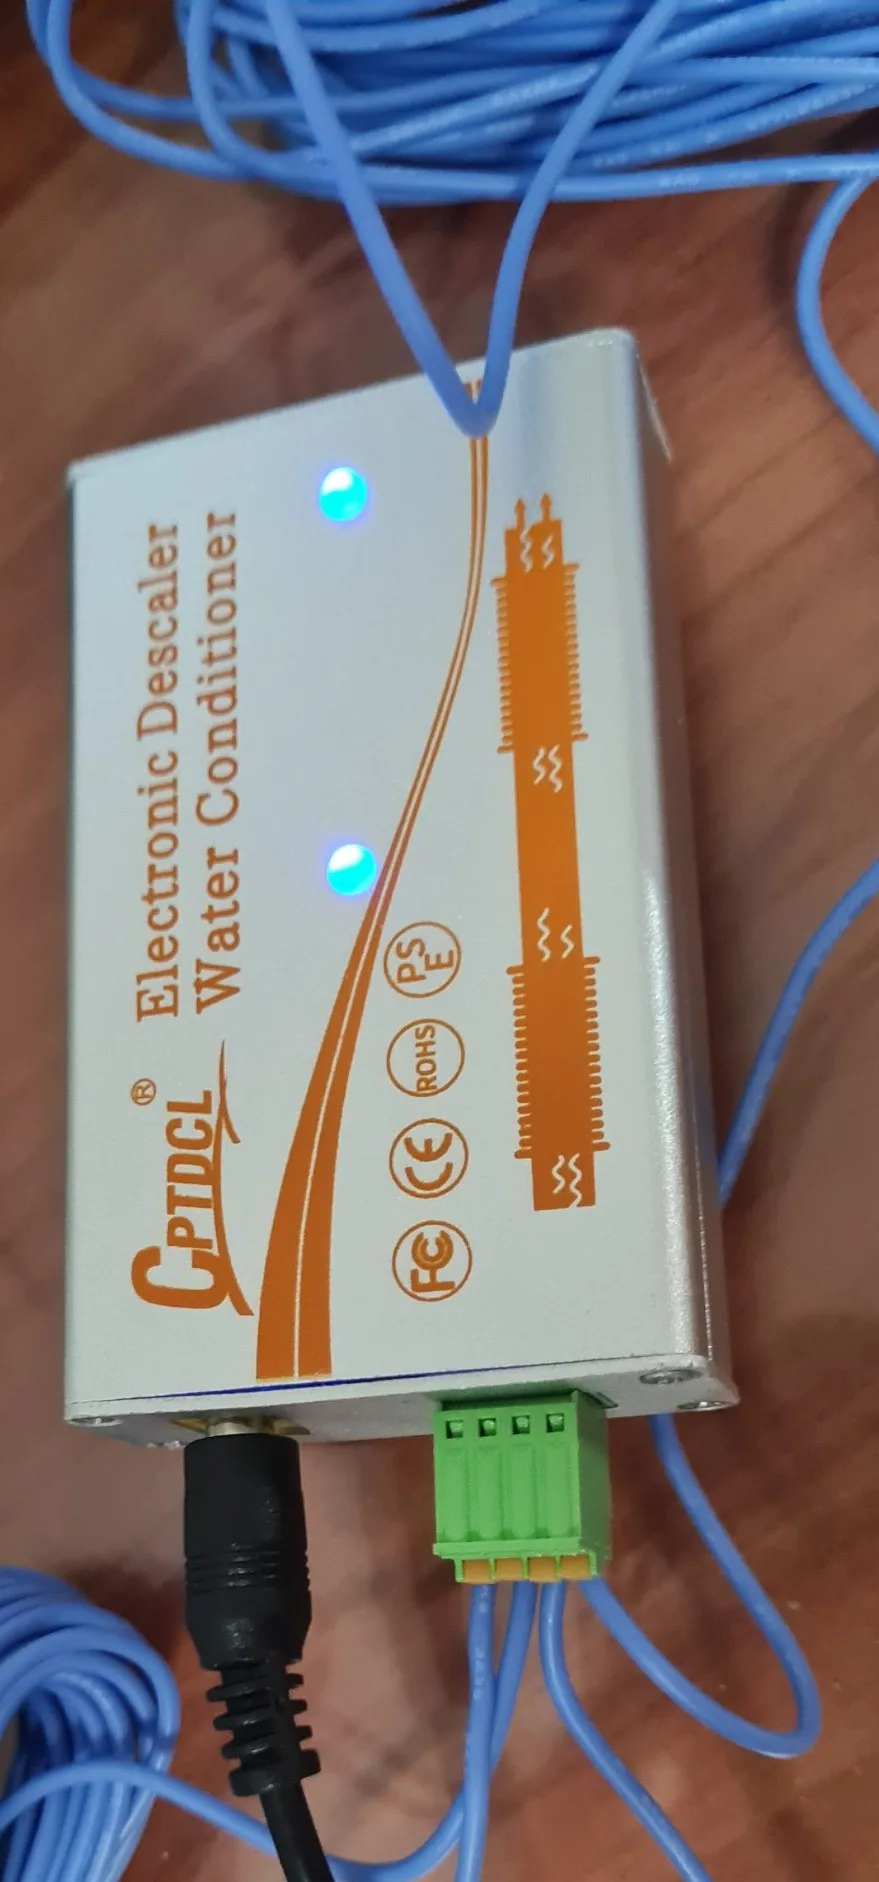 CPTDCL®
Electronic Descaler
Water Conditioner
FC CE ROHS PSE